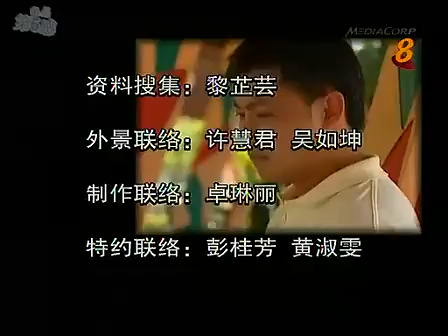 MEDIACORP
8
资料搜集：黎芷芸
外景联络：许慧君 吴如坤
制作联络：卓琳丽
特约联络：彭桂芳 黄淑雯